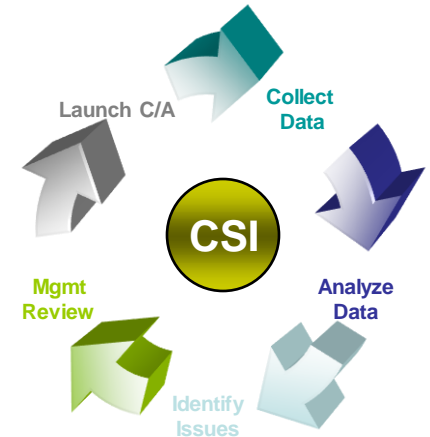 Launch C/A
Collect
Data
CSI
Mgmt
Review
Analyze
Data
Identify
Issues